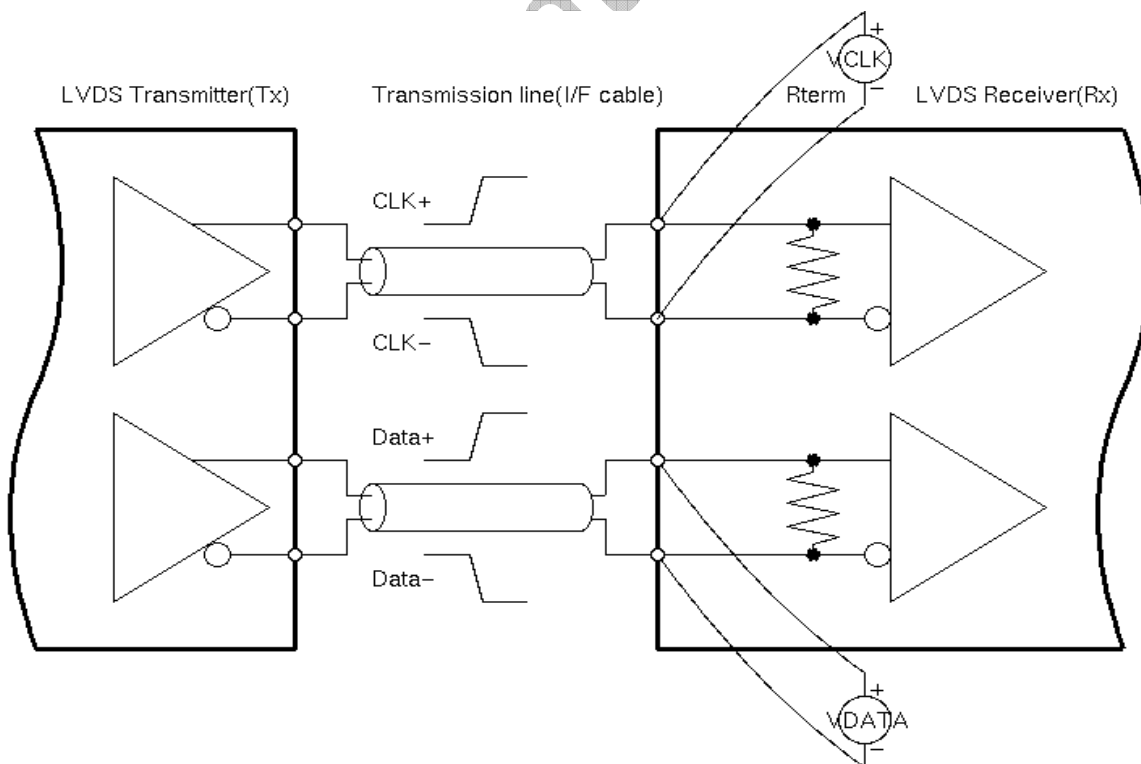 VCLK
+
−
LVDS Transmitter(Tx)
Transmission line(I/F cable)
Rterm
LVDS Receiver(Rx)
CLK+
CLK−
Data+
Data−
+
VDATA
−